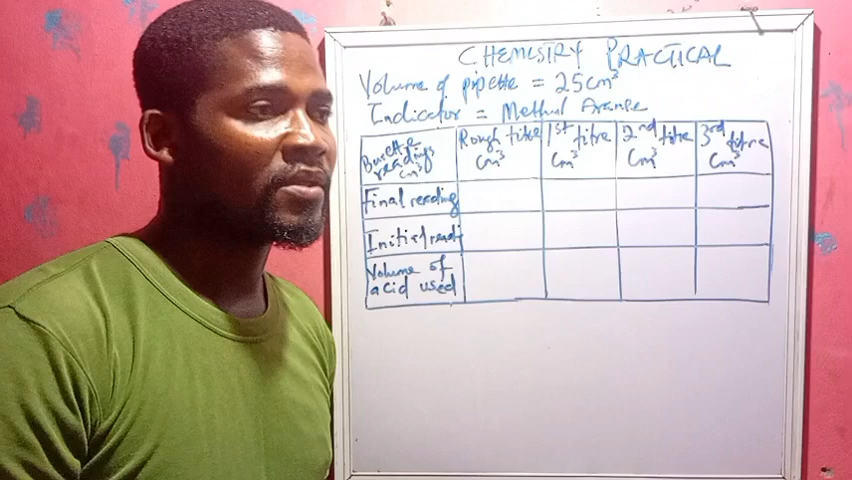 CHEMISTRY PRACTICAL
Volume of pipette = 25cm³
Indicator = Methyl Orange
Burette readings cm³
Rough titre cm³
1st titre cm³
2nd titre cm³
3rd titre cm³
Final reading
Initial read
Volume of acid used